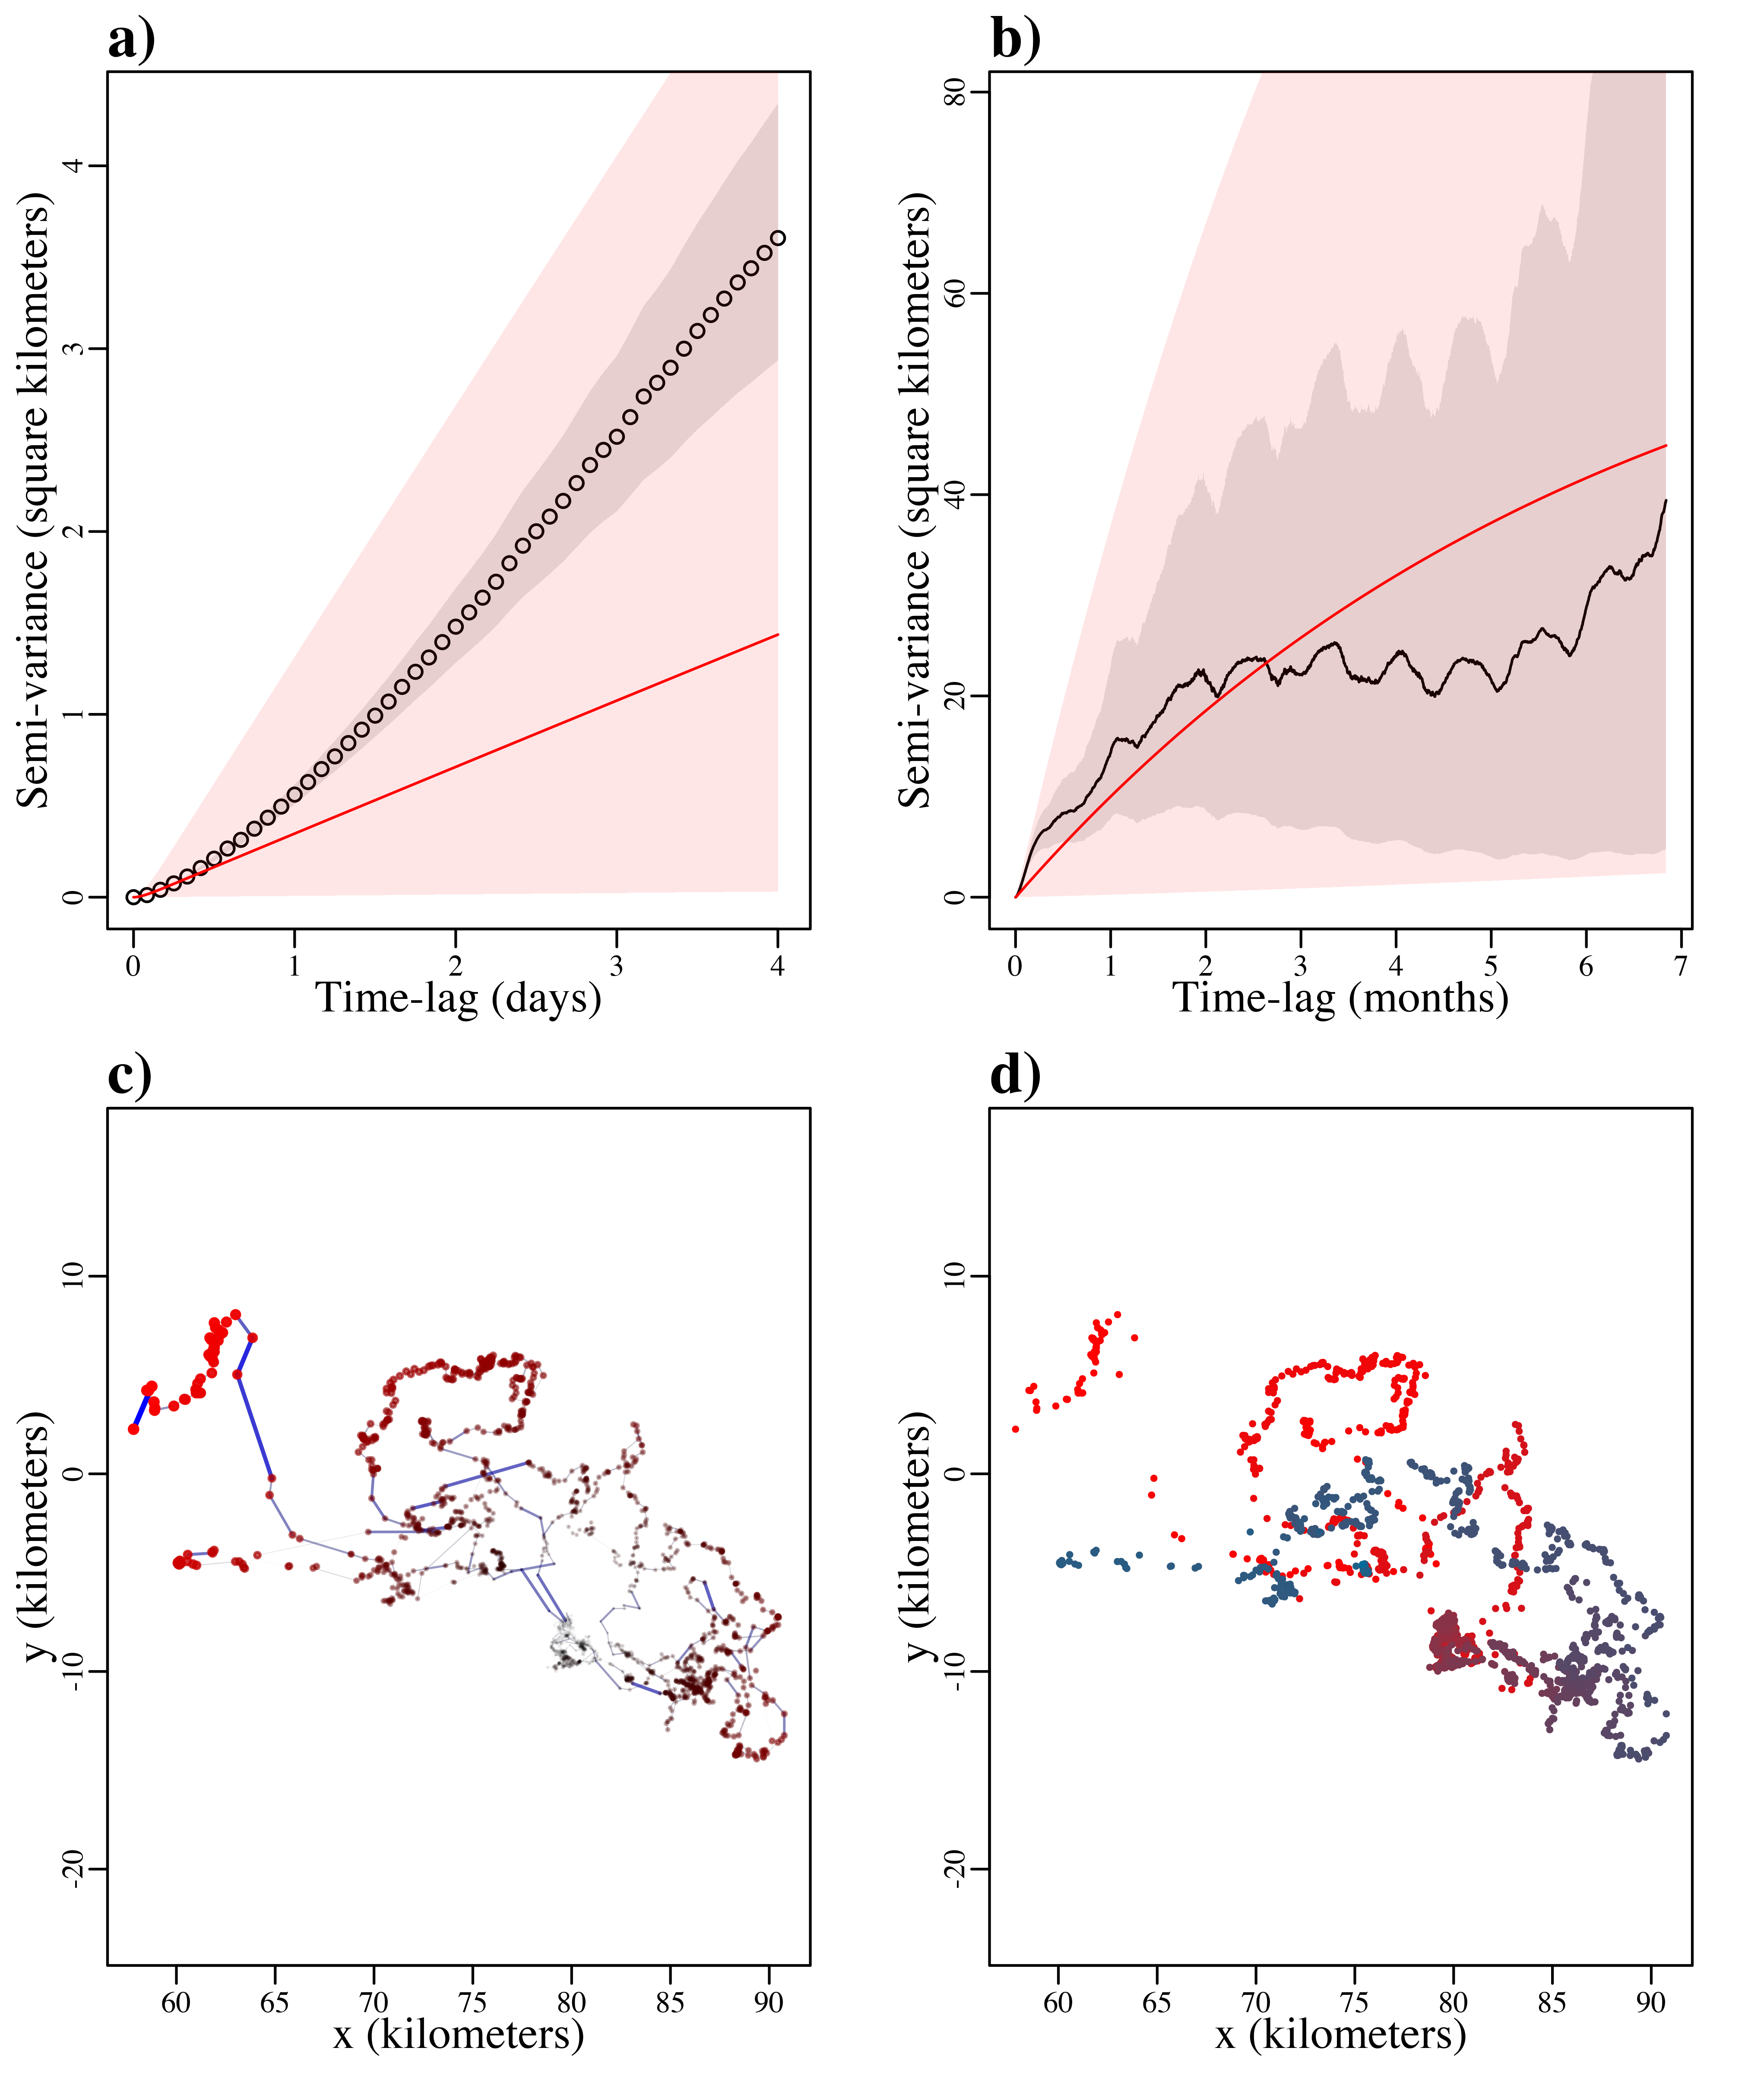 a)
Semi-variance (square kilometers)
0 1 2 3 4
0 1 2 3 4
Time-lag (days)
b)
Semi-variance (square kilometers)
0 20 40 60 80
0 1 2 3 4 5 6 7
Time-lag (months)
c)
y (kilometers)
-20 -10 0 10
60 65 70 75 80 85 90
x (kilometers)
d)
y (kilometers)
-20 -10 0 10
60 65 70 75 80 85 90
x (kilometers)